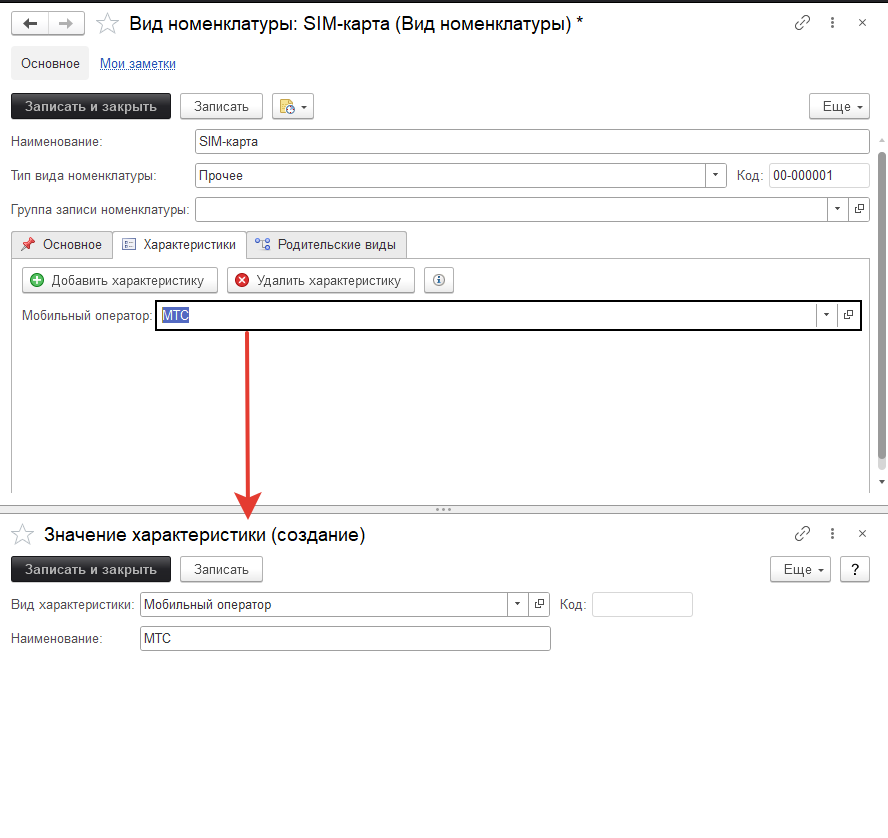 Вид номенклатуры: SIM-карта (Вид номенклатуры) *
Основное Мои заметки
Записать и закрыть Записать Еще
Наименование: SIM-карта
Тип вида номенклатуры: Прочее Код: 00-000001
Группа записи номенклатуры:
Основное Характеристики Родительские виды
Добавить характеристику Удалить характеристику
Мобильный оператор: МТС
Значение характеристики (создание)
Записать и закрыть Записать Еще ?
Вид характеристики: Мобильный оператор Код:
Наименование: МТС